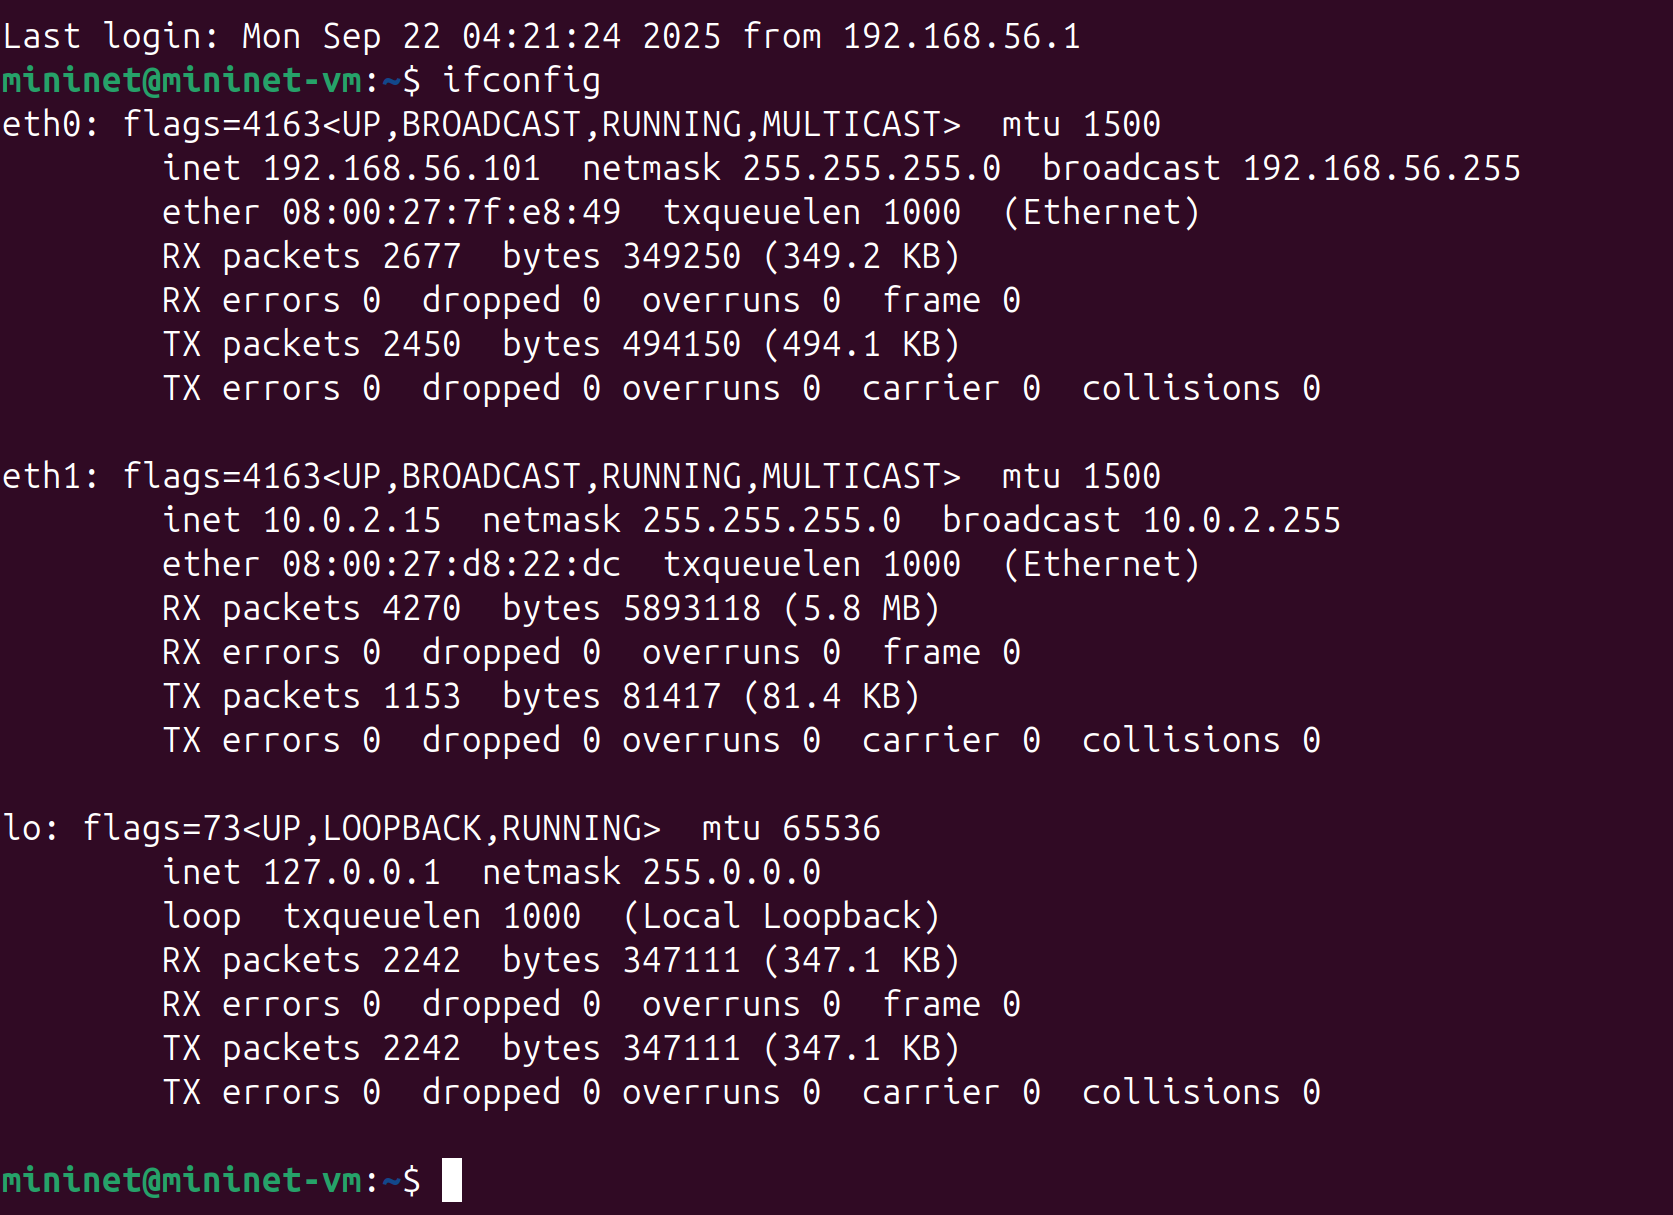 Last login: Mon Sep 22 04:21:24 2025 from 192.168.56.1
mininet@mininet-vm:~$ ifconfig
eth0: flags=4163<UP,BROADCAST,RUNNING,MULTICAST>  mtu 1500
        inet 192.168.56.101  netmask 255.255.255.0  broadcast 192.168.56.255
        ether 08:00:27:7f:e8:49  txqueuelen 1000  (Ethernet)
        RX packets 2677  bytes 349250 (349.2 KB)
        RX errors 0  dropped 0  overruns 0  frame 0
        TX packets 2450  bytes 494150 (494.1 KB)
        TX errors 0  dropped 0 overruns 0  carrier 0  collisions 0

eth1: flags=4163<UP,BROADCAST,RUNNING,MULTICAST>  mtu 1500
        inet 10.0.2.15  netmask 255.255.255.0  broadcast 10.0.2.255
        ether 08:00:27:d8:22:dc  txqueuelen 1000  (Ethernet)
        RX packets 4270  bytes 5893118 (5.8 MB)
        RX errors 0  dropped 0  overruns 0  frame 0
        TX packets 1153  bytes 81417 (81.4 KB)
        TX errors 0  dropped 0 overruns 0  carrier 0  collisions 0

lo: flags=73<UP,LOOPBACK,RUNNING>  mtu 65536
        inet 127.0.0.1  netmask 255.0.0.0
        loop  txqueuelen 1000  (Local Loopback)
        RX packets 2242  bytes 347111 (347.1 KB)
        RX errors 0  dropped 0  overruns 0  frame 0
        TX packets 2242  bytes 347111 (347.1 KB)
        TX errors 0  dropped 0 overruns 0  carrier 0  collisions 0

mininet@mininet-vm:~$